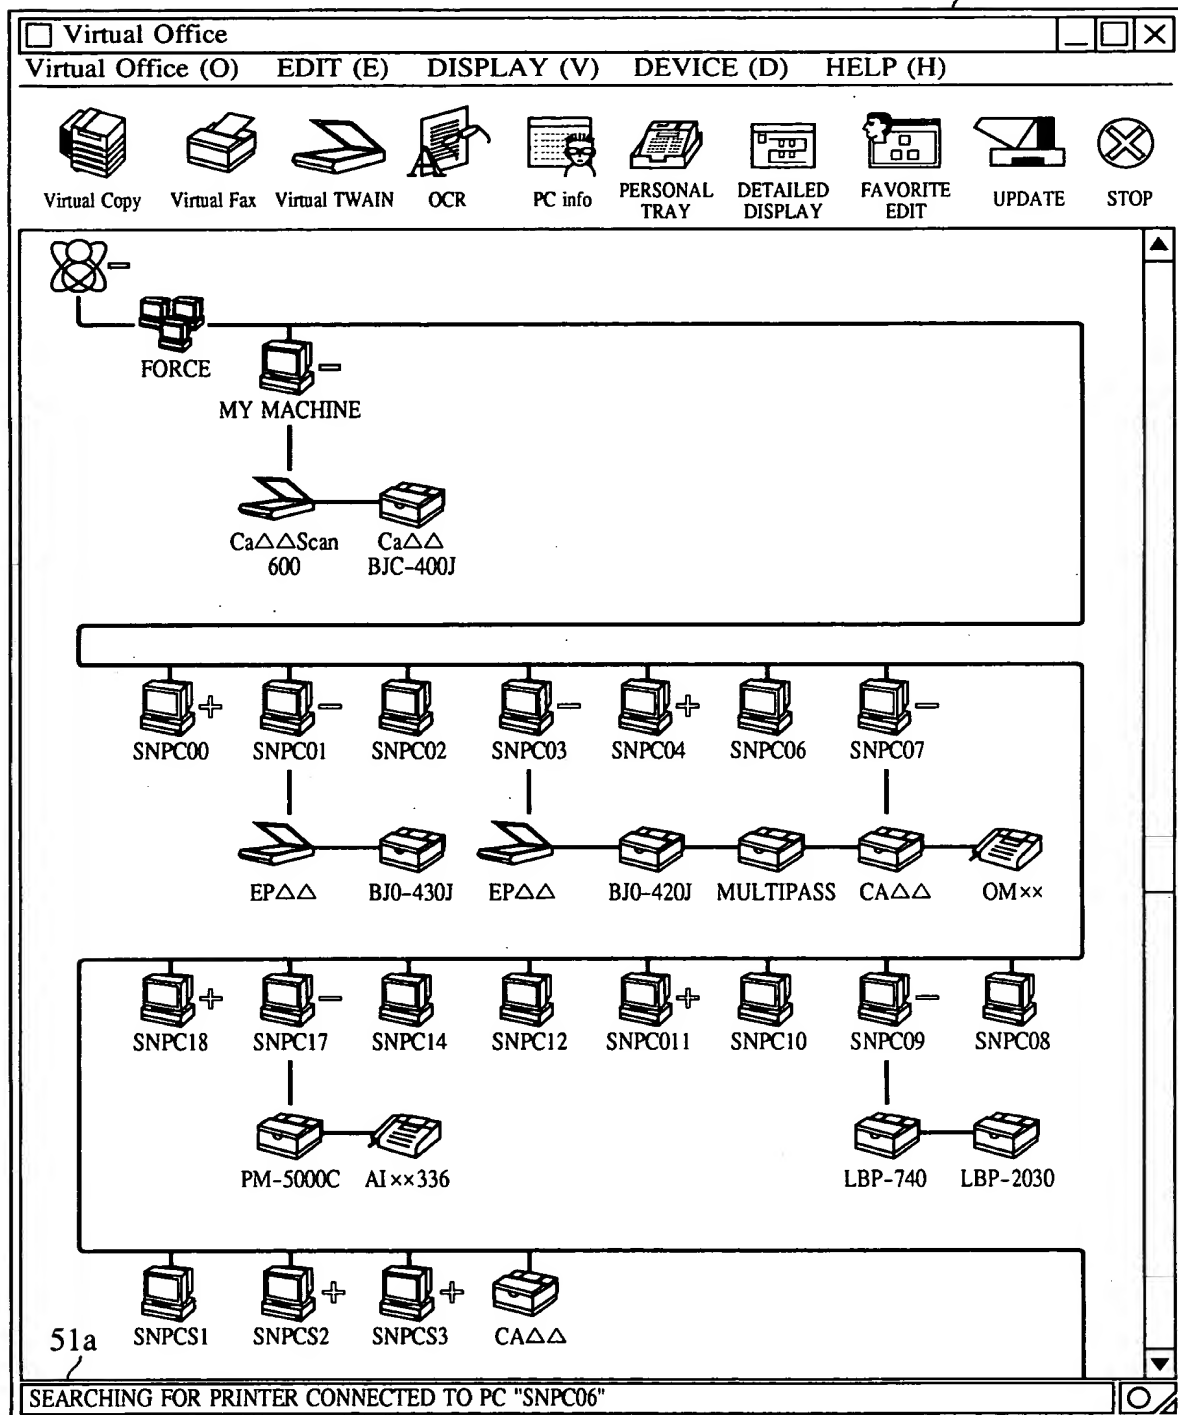 Virtual Office
Virtual Office (O) EDIT (E) DISPLAY (V) DEVICE (D) HELP (H)
Virtual Copy Virtual Fax Virtual TWAIN OCR PC info PERSONAL TRAY DETAILED DISPLAY FAVORITE EDIT UPDATE STOP
FORCE
MY MACHINE
Ca△△Scan 600 Ca△△ BJC-400J
SNPC00 SNPC01 SNPC02 SNPC03 SNPC04 SNPC06 SNPC07
EP△△ BJ0-430J EP△△ BJ0-420J MULTIPASS CA△△ OM××
SNPC18 SNPC17 SNPC14 SNPC12 SNPC011 SNPC10 SNPC09 SNPC08
PM-5000C AI××336 LBP-740 LBP-2030
SNPCS1 SNPCS2 SNPCS3 CA△△
51a
SEARCHING FOR PRINTER CONNECTED TO PC "SNPC06"